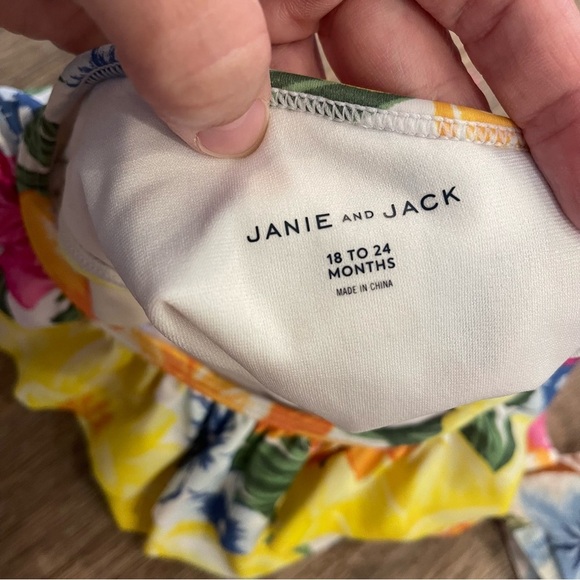 JANIE AND JACK
18 TO 24
MONTHS
MADE IN CHINA